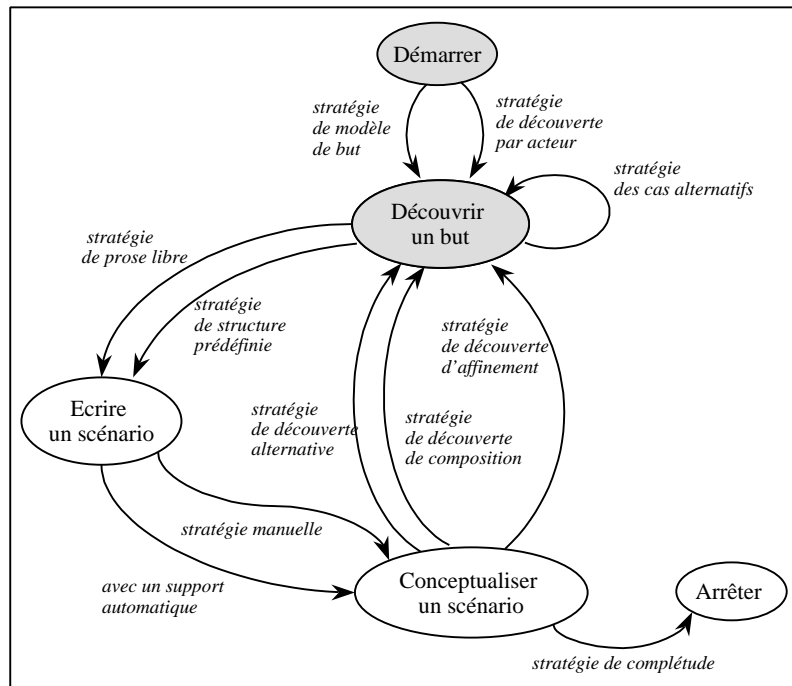 Démarrer
stratégie
de modèle
de but
stratégie
de découverte
par acteur
stratégie
des cas alternatifs
Découvrir
un but
stratégie
de prose libre
stratégie
de structure
prédéfinie
stratégie
de découverte
d'affinement
Ecrire
un scénario
stratégie
de découverte
alternative
stratégie
de découverte
de composition
stratégie manuelle
avec un support
automatique
Conceptualiser
un scénario
Arrêter
stratégie de complétude